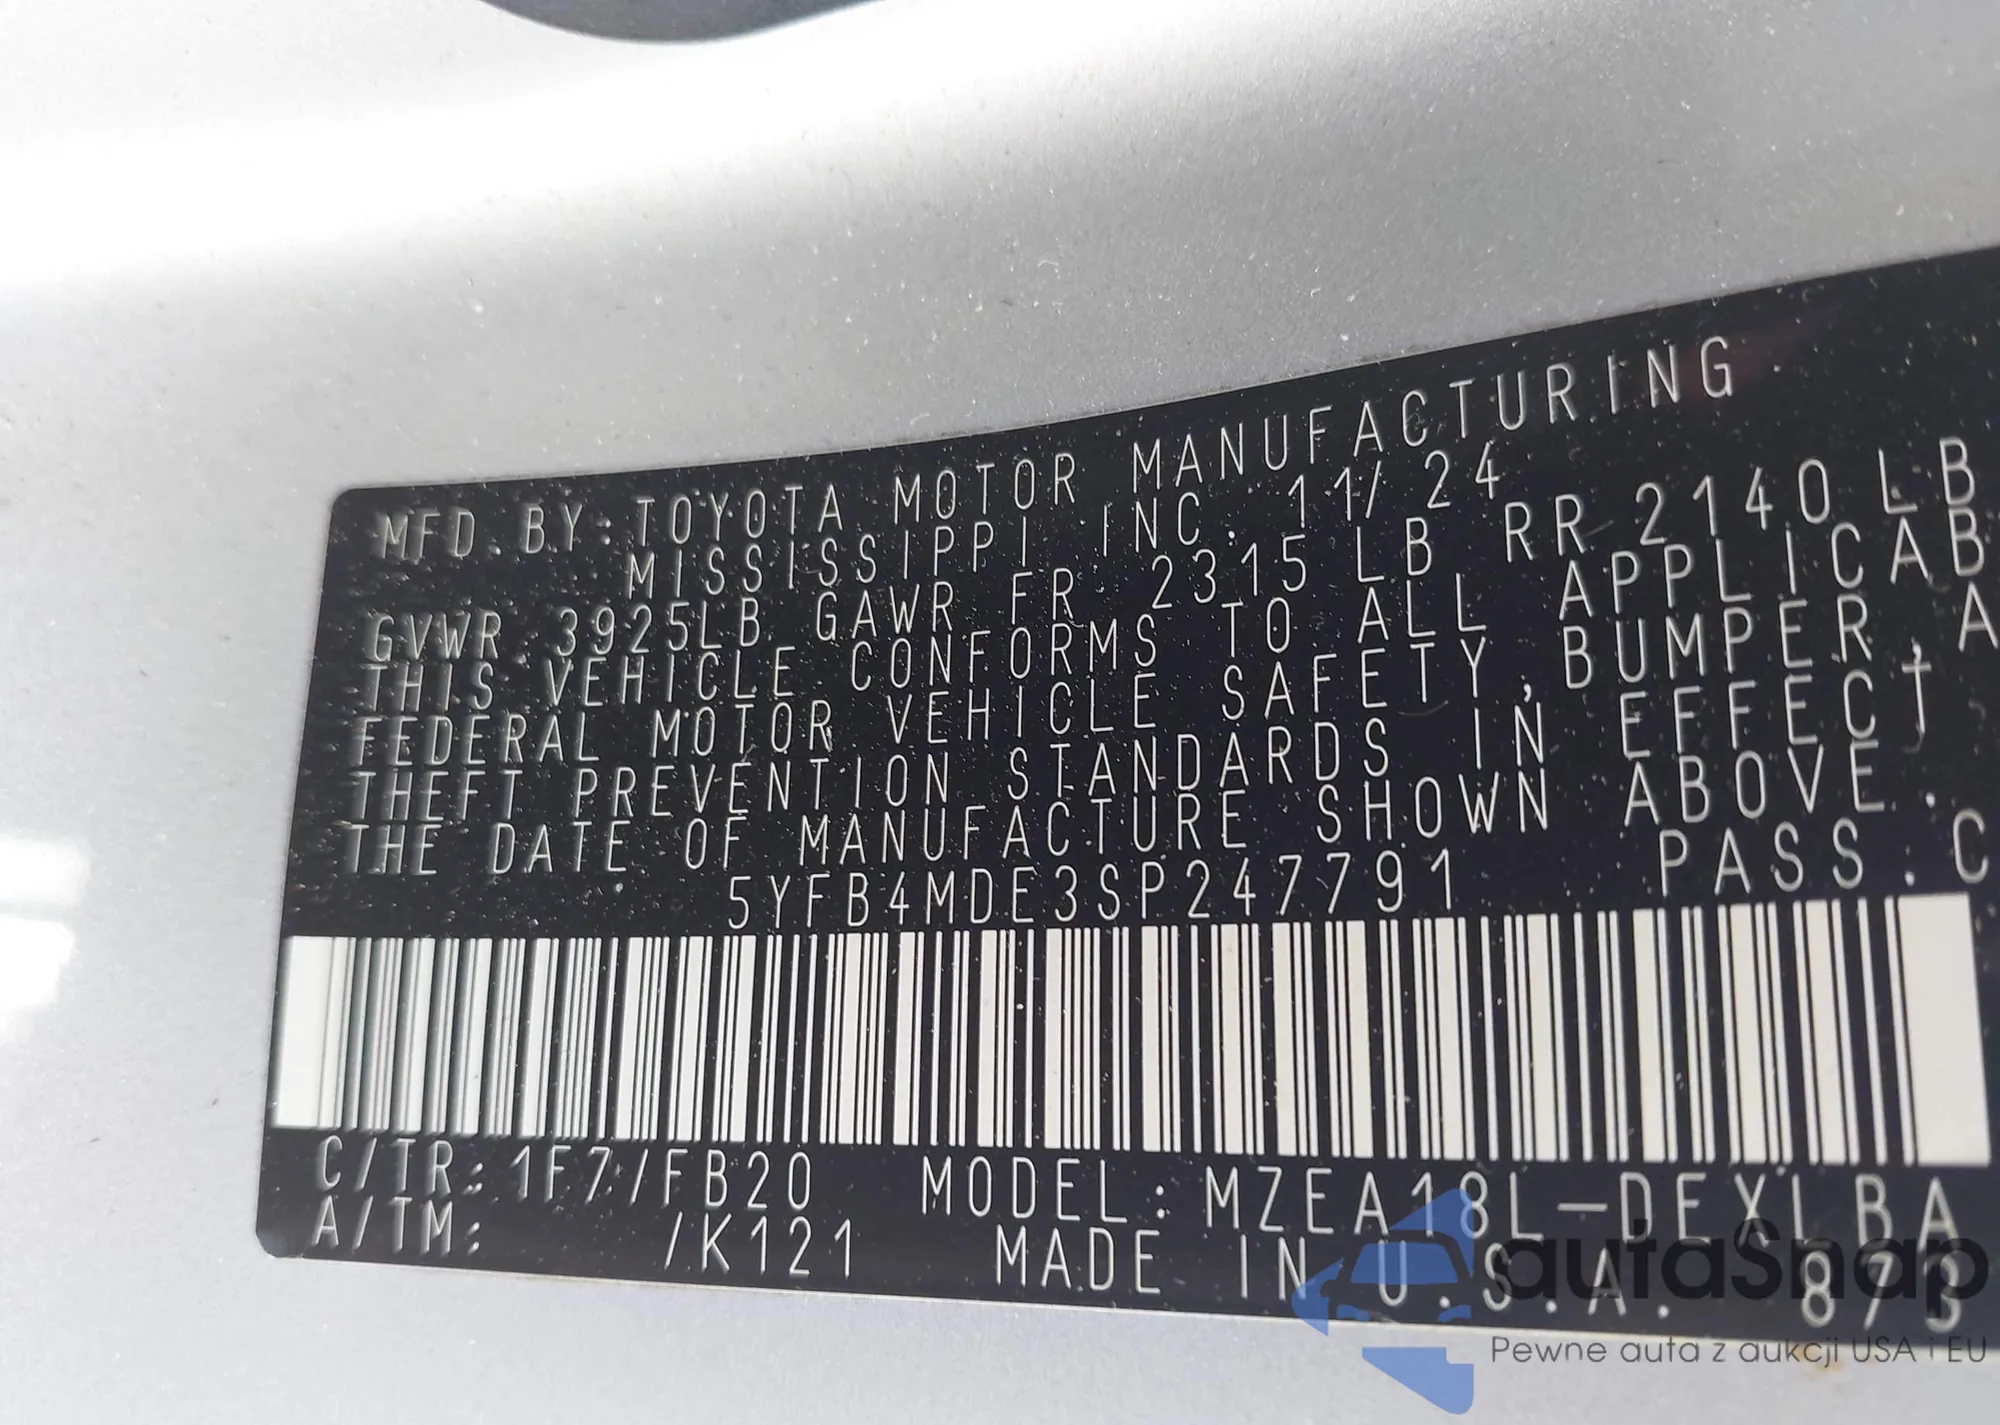 MFD. BY: TOYOTA MOTOR MANUFACTURING
MISSISSIPPI INC. 11/24
GVWR 3925LB GAWR FR 2315 LB RR 2140 LB
THIS VEHICLE CONFORMS TO ALL APPLICAB
FEDERAL MOTOR VEHICLE SAFETY, BUMPER, A
THEFT PREVENTION STANDARDS IN EFFECT
THE DATE OF MANUFACTURE SHOWN ABOVE.
5YFB4MDE3SP247791 PASS. C
C/TR: 1F7/FB20 MODEL: MZEA18L-DEXLBA
A/TM: /K121 MADE IN U.S.A. 873
autaSnap
Pewne auta z aukcji USA i EU